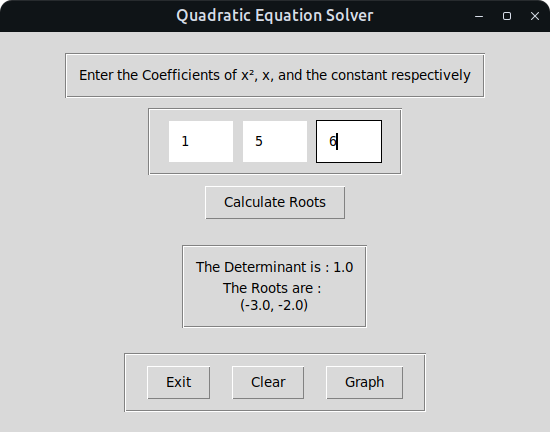 Quadratic Equation Solver
Enter the Coefficients of x², x, and the constant respectively
1 5 6
Calculate Roots
The Determinant is : 1.0
The Roots are :
(-3.0, -2.0)
Exit Clear Graph